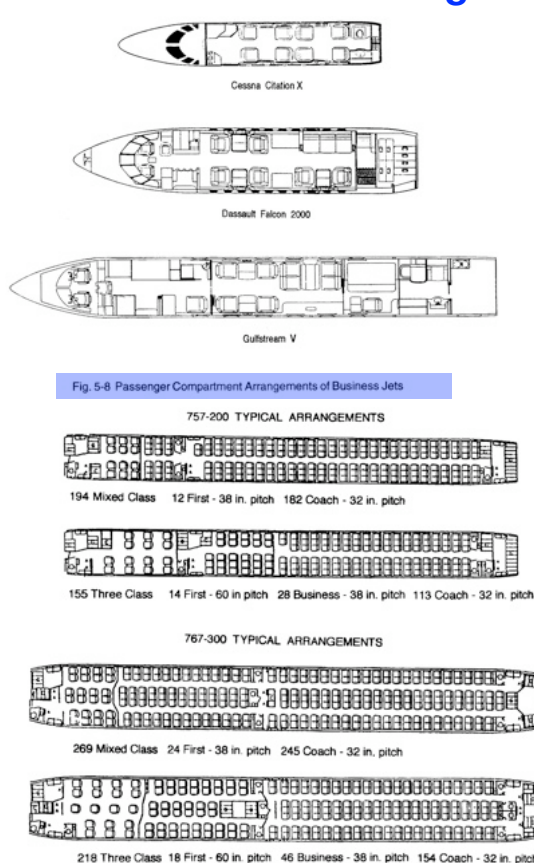 Cessna Citation X
Dassault Falcon 2000
Gulfstream V
Fig. 5-8 Passenger Compartment Arrangements of Business Jets
757-200 TYPICAL ARRANGEMENTS
194 Mixed Class 12 First - 38 in. pitch 182 Coach - 32 in. pitch
155 Three Class 14 First - 60 in pitch 28 Business - 38 in. pitch 113 Coach - 32 in. pitch
767-300 TYPICAL ARRANGEMENTS
269 Mixed Class 24 First - 38 in. pitch 245 Coach - 32 in. pitch
218 Three Class 18 First - 60 in. pitch 46 Business - 38 in. pitch 154 Coach - 32 in. pitch